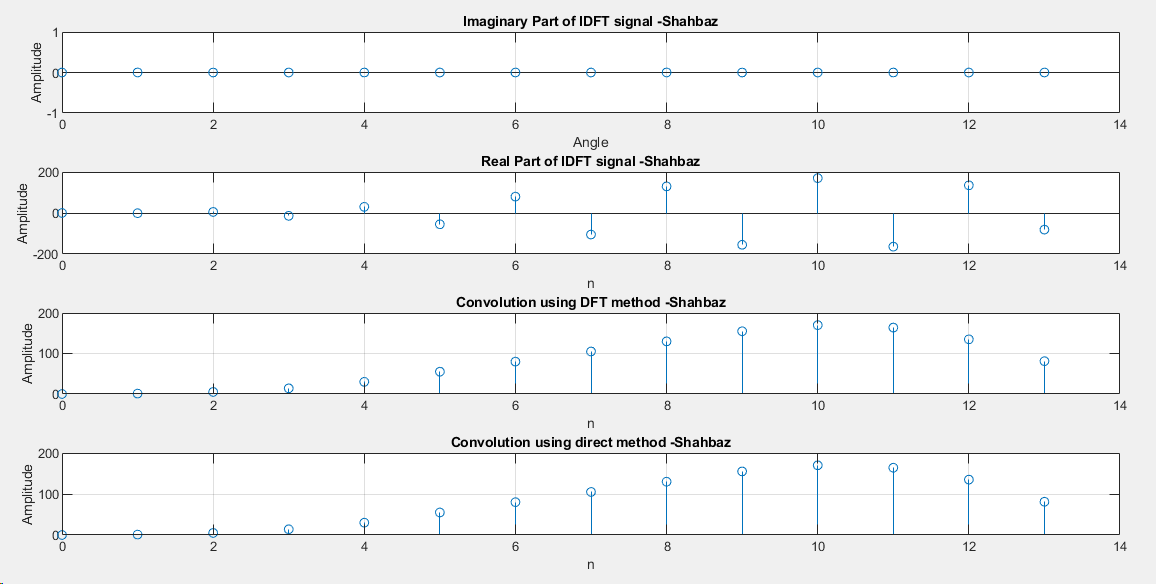 Imaginary Part of IDFT signal -Shahbaz
1
0
-1
Amplitude
0 2 4 6 8 10 12 14
Angle
Real Part of IDFT signal -Shahbaz
200
0
-200
Amplitude
0 2 4 6 8 10 12 14
n
Convolution using DFT method -Shahbaz
200
100
0
Amplitude
0 2 4 6 8 10 12 14
n
Convolution using direct method -Shahbaz
200
100
0
Amplitude
0 2 4 6 8 10 12 14
n